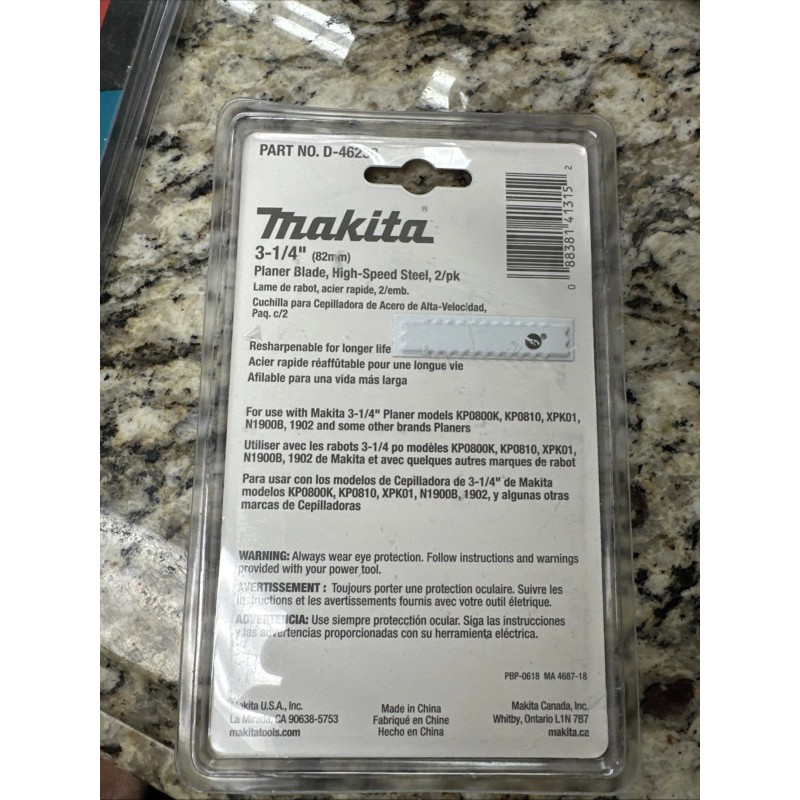 PART NO.
Makita®
3-1/4" (82mm)
Planer Blade, High-Speed Steel, 2/pk
Lame de rabot, acier rapide, 2/emb.
Cuchilla para Cepilladora de Acero de Alta-Velocidad,
Paq. c/2
0 88381 41315 2
Resharpenable for longer life
Acier rapide réaffûtable pour une longue vie
Afilable para una vida más larga
For use with Makita 3-1/4" Planer models KP0800K, KP0810, XPK01,
N1900B, 1902 and some other brands Planers
Utiliser avec les rabots 3-1/4 po modèles KP0800K, KP0810, XPK01,
N1900B, 1902 de Makita et avec quelques autres marques de rabot
Para usar con los modelos de Cepilladora de 3-1/4" de Makita
modelos KP0800K, KP0810, XPK01, N1900B, 1902, y algunas otras
marcas de Cepilladoras
WARNING: Always wear eye protection. Follow instructions and warnings
provided with your power tool.
AVERTISSEMENT : Toujours porter une protection oculaire. Suivre les
instructions et les avertissements fournis avec votre outil életrique.
ADVERTENCIA: Use siempre protecctión ocular. Siga las instrucciones
y las advertencias proporcionadas con su herramienta eléctrica.
PBP-0618 MA 4687-18
Makita U.S.A., Inc.
La Mirada, CA 90638-5753
makitatools.com
Made in China
Fabriqué en Chine
Hecho en China
Makita Canada, Inc.
Whitby, Ontario L1N 7B7
makita.ca